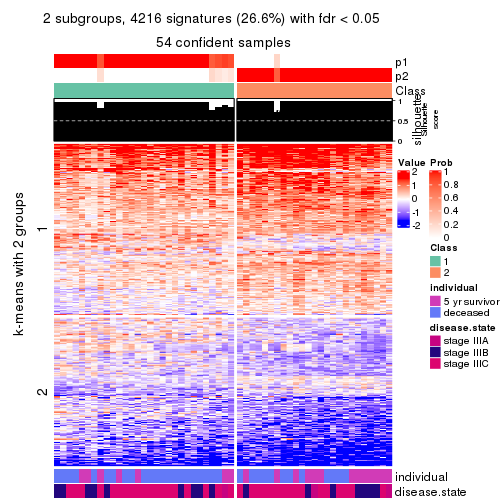 2 subgroups, 4216 signatures (26.6%) with fdr < 0.05
54 confident samples
p1
p2
Class
1
0.5
0
silhouette
Silhouette
score
k-means with 2 groups
1
2
Value
2
1
0
-1
-2
Prob
1
0.8
0.6
0.4
0.2
0
Class
1
2
individual
5 yr survivor
deceased
disease.state
stage IIIA
stage IIIB
stage IIIC
individual
disease.state